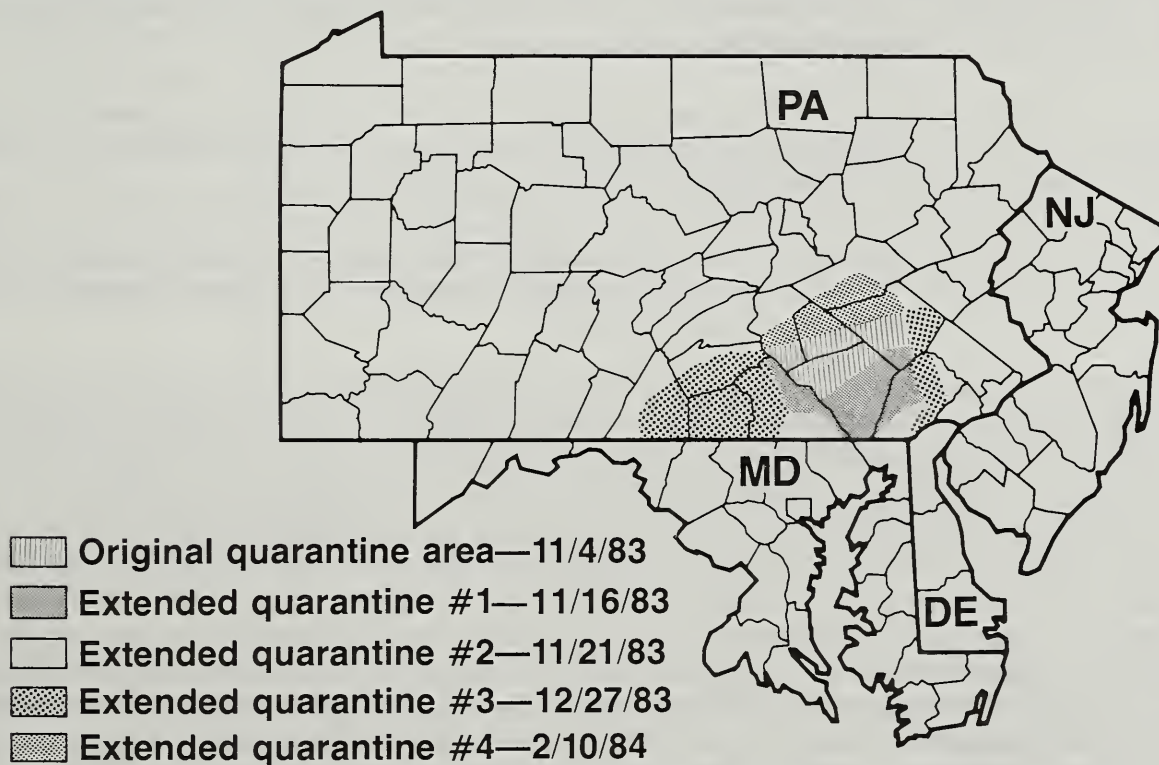 PA
NJ
MD
DE
Original quarantine area—11/4/83
Extended quarantine #1—11/16/83
Extended quarantine #2—11/21/83
Extended quarantine #3—12/27/83
Extended quarantine #4—2/10/84